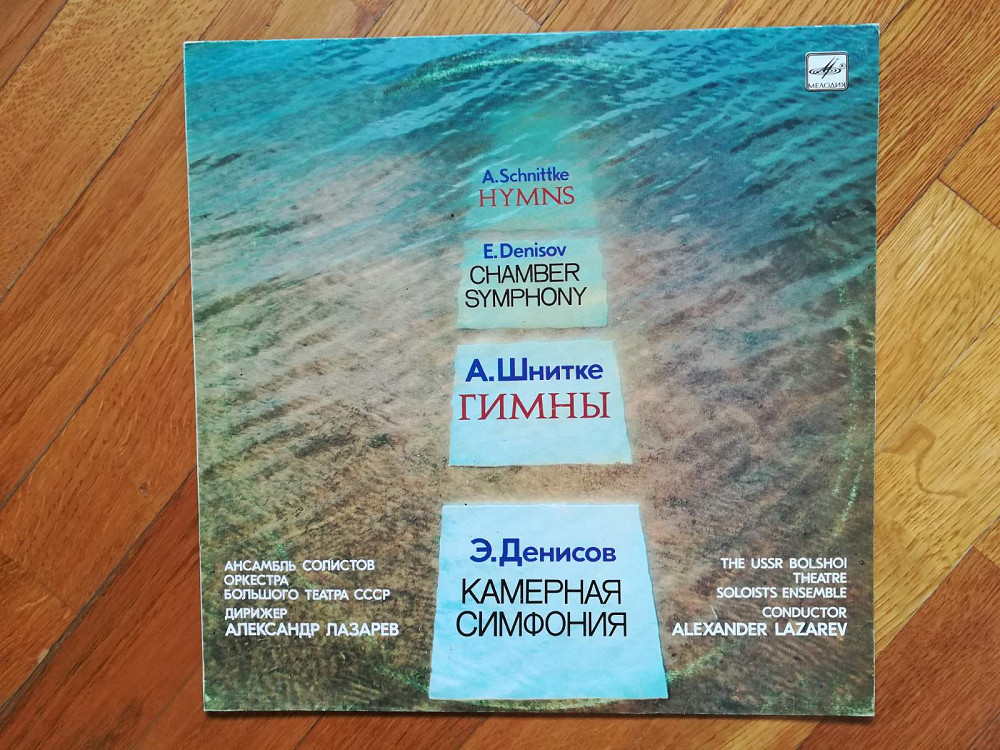 МЕЛОДИЯ
A.Schnittke
HYMNS
E.Denisov
CHAMBER
SYMPHONY
А.Шнитке
ГИМНЫ
Э.Денисов
КАМЕРНАЯ
СИМФОНИЯ
АНСАМБЛЬ СОЛИСТОВ
ОРКЕСТРА
БОЛЬШОГО ТЕАТРА СССР
ДИРИЖЕР
АЛЕКСАНДР ЛАЗАРЕВ
THE USSR BOLSHOI
THEATRE
SOLOISTS ENSEMBLE
CONDUCTOR
ALEXANDER LAZAREV